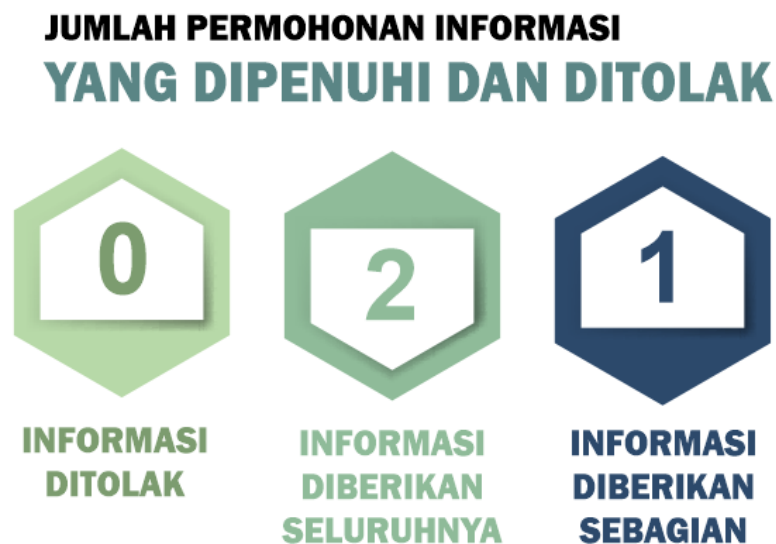 JUMLAH PERMOHONAN INFORMASI
YANG DIPENUHI DAN DITOLAK
0
INFORMASI
DITOLAK
2
INFORMASI
DIBERIKAN
SELURUHNYA
1
INFORMASI
DIBERIKAN
SEBAGIAN